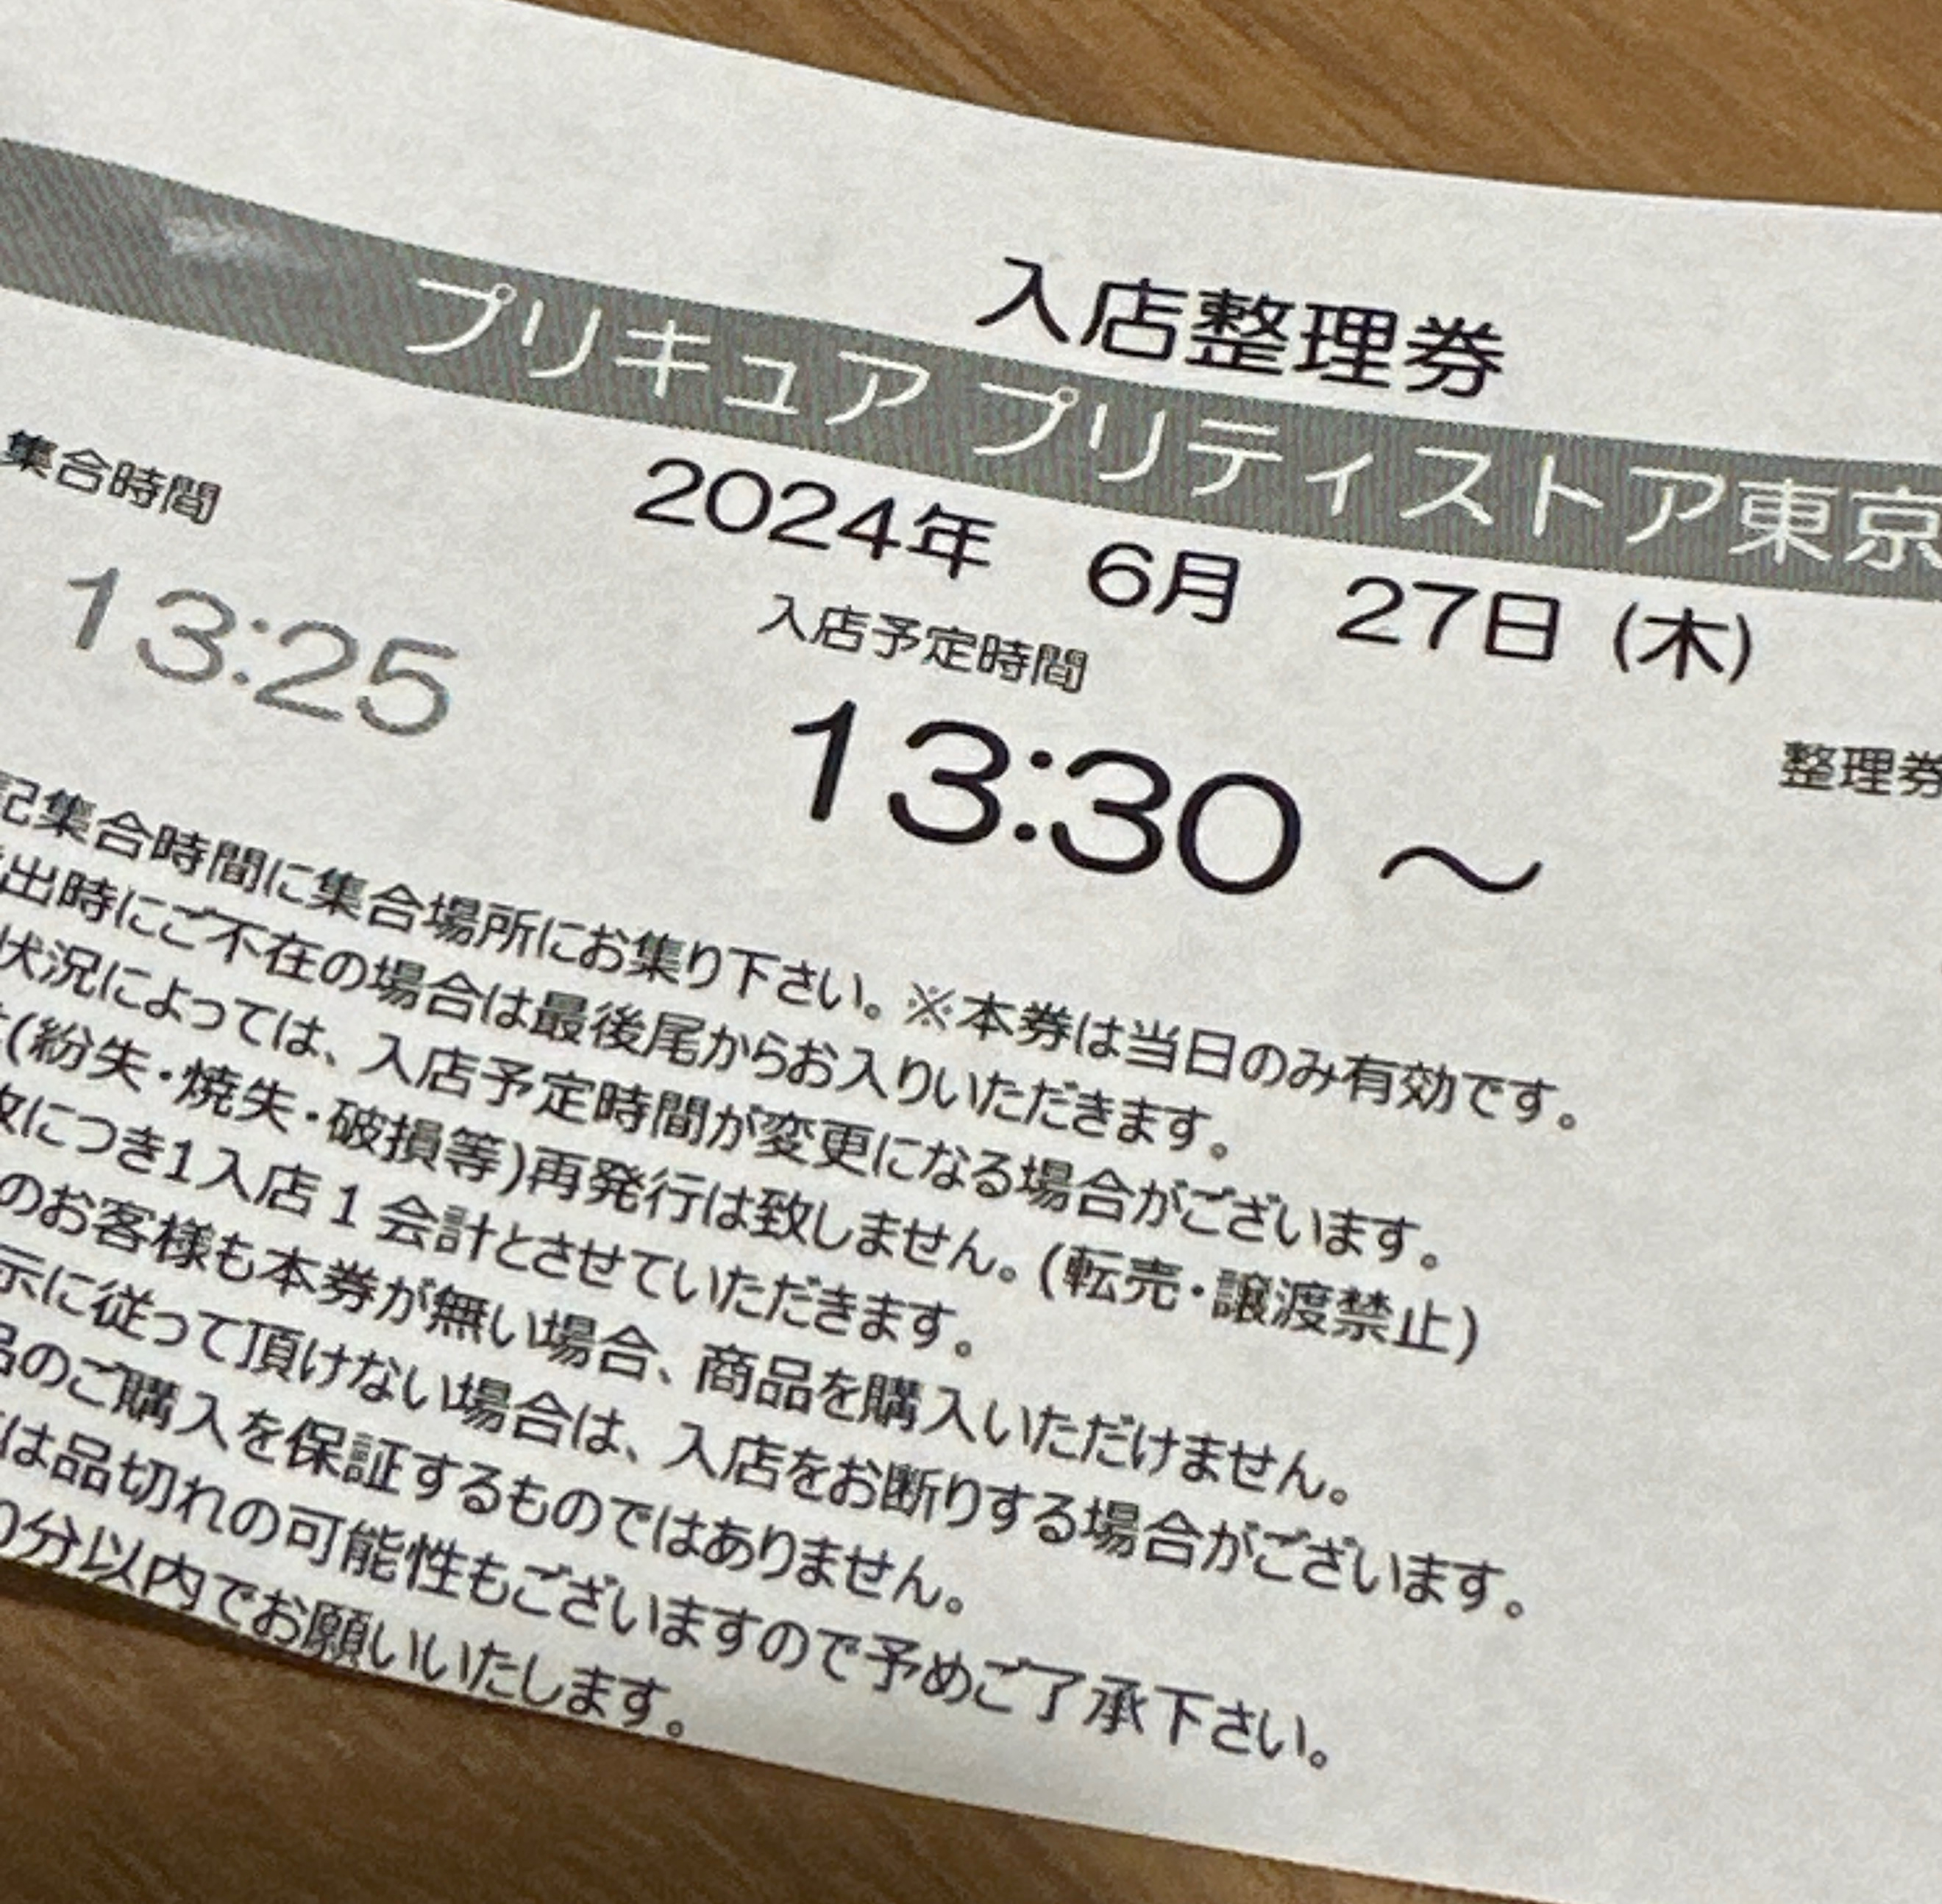 入店整理券
プリキュア プリティストア東京
2024年 6月 27日 (木)
集合時間
入店予定時間
整理券
13:25
13:30 ～
記集合時間に集合場所にお集り下さい。※本券は当日のみ有効です。
出時にご不在の場合は最後尾からお入りいただきます。
状況によっては、入店予定時間が変更になる場合がございます。
(紛失・焼失・破損等)再発行は致しません。(転売・譲渡禁止)
につき1入店1会計とさせていただきます。
のお客様も本券が無い場合、商品を購入いただけません。
示に従って頂けない場合は、入店をお断りする場合がございます。
品のご購入を保証するものではありません。
は品切れの可能性もございますので予めご了承下さい。
0分以内でお願いいたします。